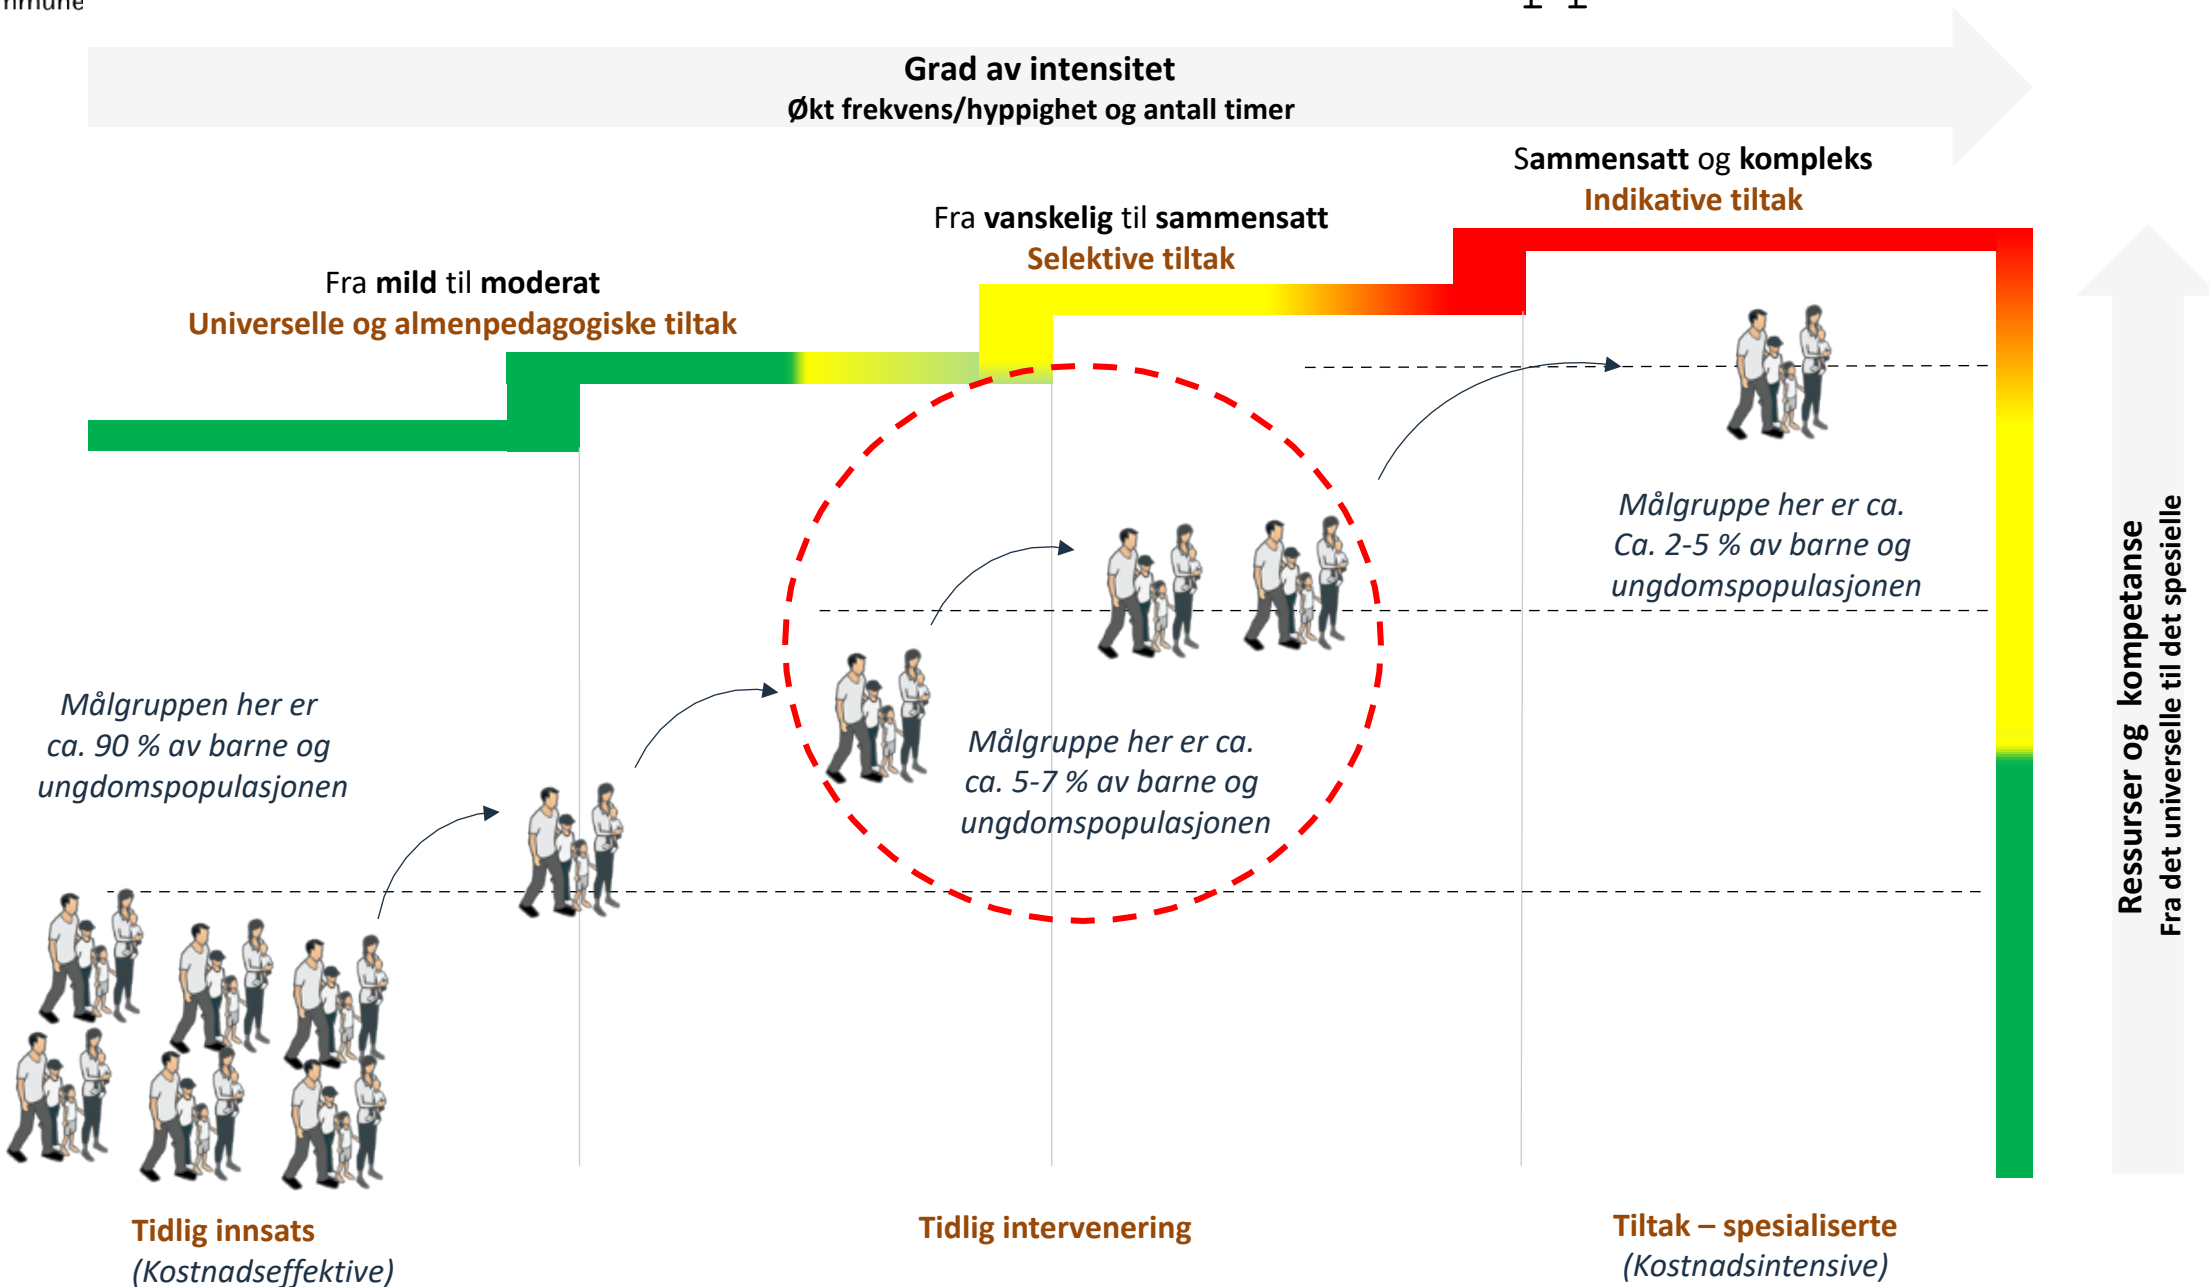 Grad av intensitet
Økt frekvens/hyppighet og antall timer
Sammensatt og kompleks
Indikative tiltak
Fra vanskelig til sammensatt
Selektive tiltak
Fra mild til moderat
Universelle og almenpedagogiske tiltak
Målgruppe her er ca.
Ca. 2-5 % av barne og
ungdomspopulasjonen
Målgruppen her er
ca. 90 % av barne og
ungdomspopulasjonen
Målgruppe her er ca.
ca. 5-7 % av barne og
ungdomspopulasjonen
Ressurser og kompetanse
Fra det universelle til det spesielle
Tidlig innsats
(Kostnadseffektive)
Tidlig intervenering
Tiltak – spesialiserte
(Kostnadsintensive)